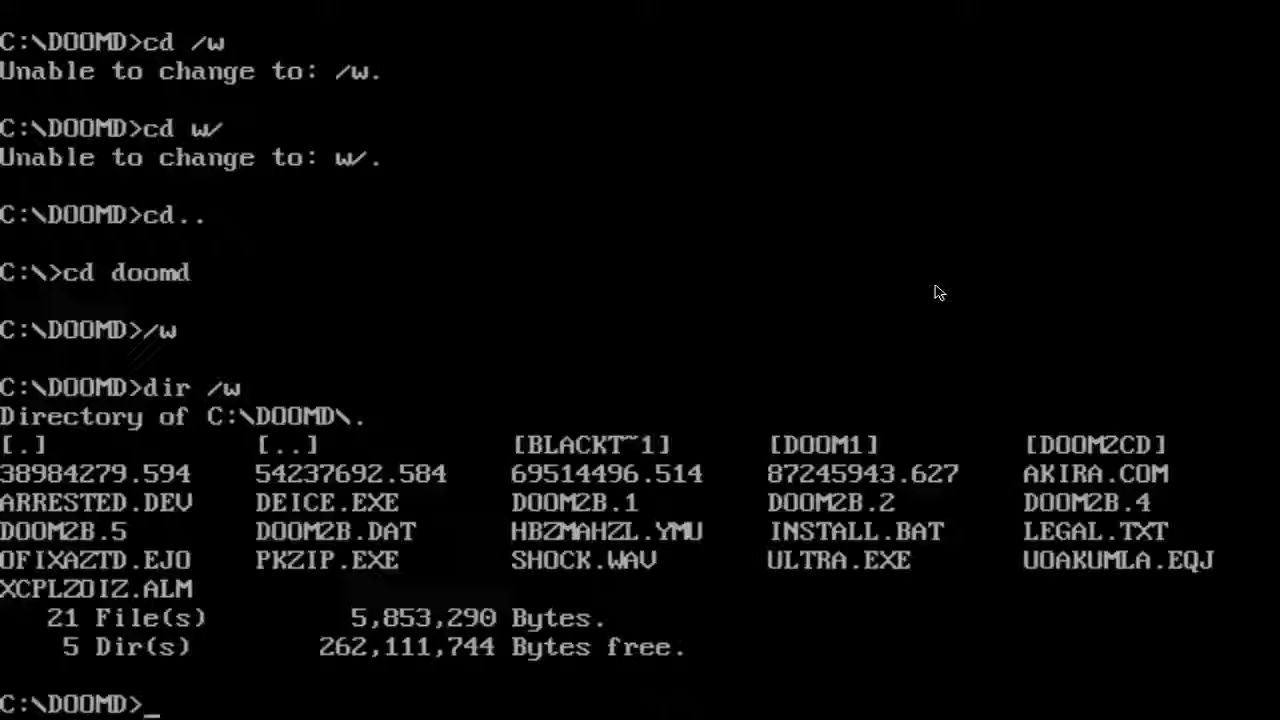 C:\DOOMD>cd /w
Unable to change to: /w.
C:\DOOMD>cd w/
Unable to change to: w/.
C:\DOOMD>cd..
C:\>cd doomd
C:\DOOMD>/w
C:\DOOMD>dir /w
Directory of C:\DOOMD\.
[.] [..] [BLACKT~1] [DOOM1] [DOOM2CD]
38984279.594 54237692.584 69514496.514 87245943.627 AKIRA.COM
ARRESTED.DEV DEICE.EXE DOOM2B.1 DOOM2B.2 DOOM2B.4
DOOM2B.5 DOOM2B.DAT HBZMAHZL.YMU INSTALL.BAT LEGAL.TXT
OFIXAZTD.EJO PKZIP.EXE SHOCK.WAV ULTRA.EXE UOAKUMLA.EQJ
XCPLZDIZ.ALM
21 File(s) 5,853,290 Bytes.
5 Dir(s) 262,111,744 Bytes free.
C:\DOOMD>_